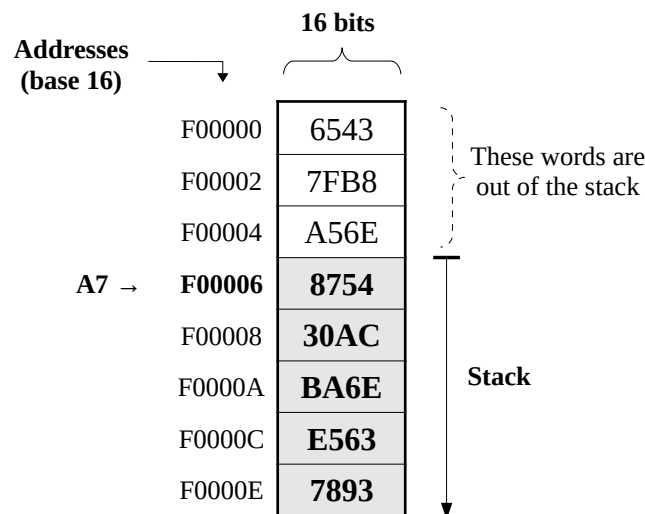 16 bits
Addresses
(base 16)
F00000 6543
F00002 7FB8
These words are
out of the stack
F00004 A56E
A7 → F00006 8754
F00008 30AC
Stack
F0000A BA6E
F0000C E563
F0000E 7893